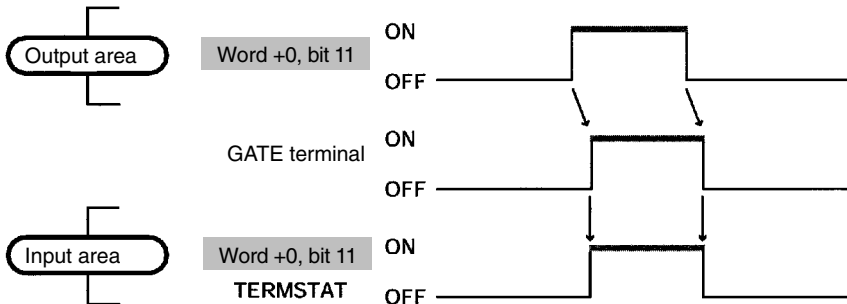 ON
Output area Word +0, bit 11
OFF
ON
GATE terminal
OFF
ON
Input area Word +0, bit 11
TERMSTAT OFF